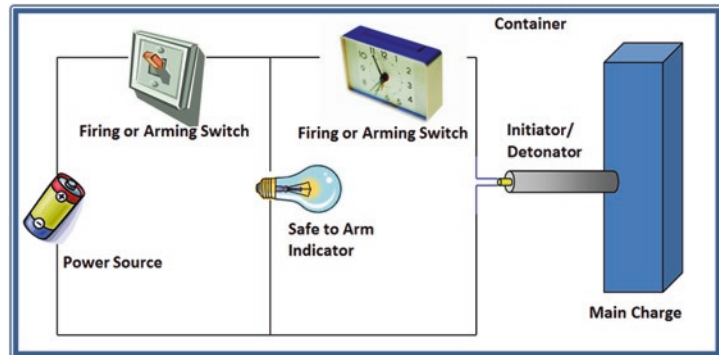 Container
Firing or Arming Switch
Firing or Arming Switch
Initiator/
Detonator
Safe to Arm
Indicator
Power Source
Main Charge